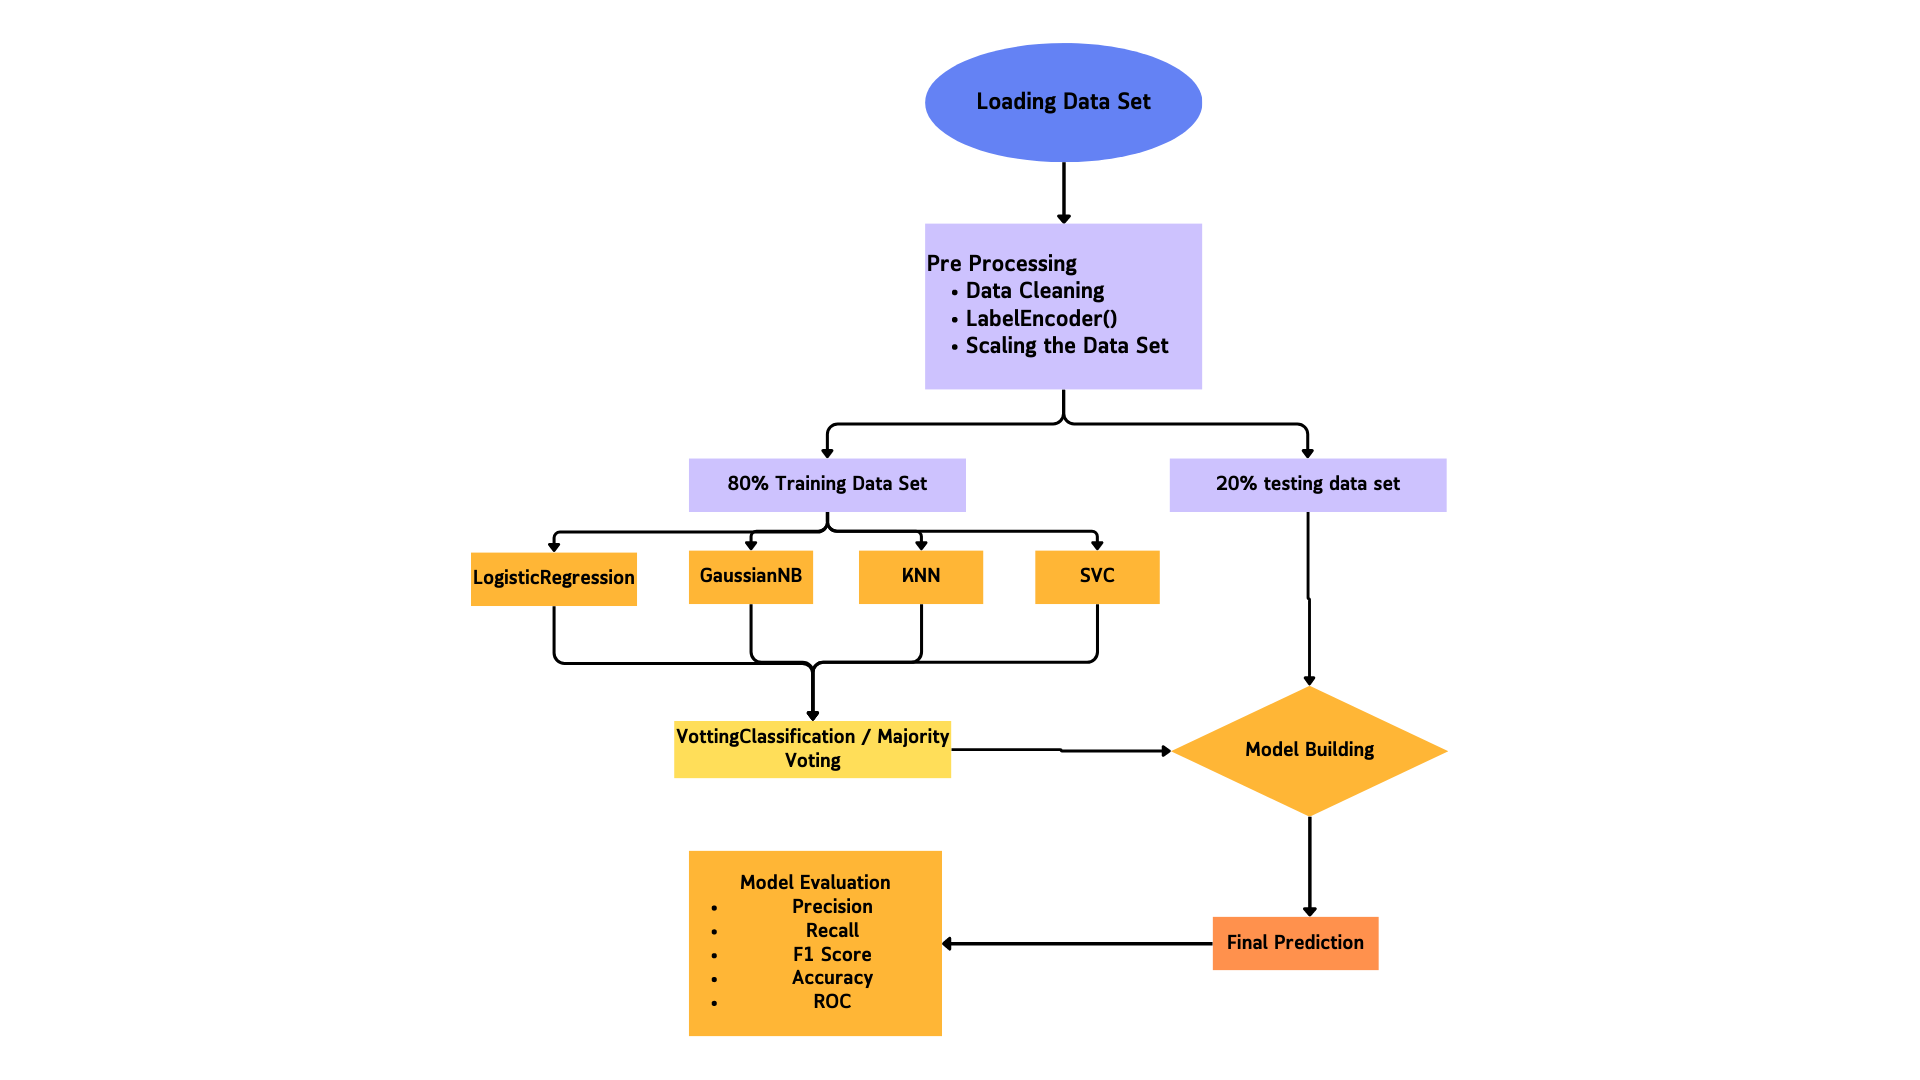 Loading Data Set
Pre Processing
• Data Cleaning
• LabelEncoder()
• Scaling the Data Set
80% Training Data Set
20% testing data set
LogisticRegression
GaussianNB
KNN
SVC
VottingClassification / Majority
Voting
Model Building
Model Evaluation
• Precision
• Recall
• F1 Score
• Accuracy
• ROC
Final Prediction